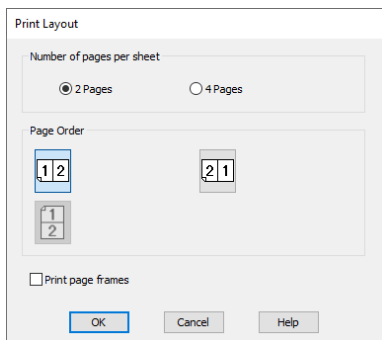 Print Layout
Number of pages per sheet
2 Pages
4 Pages
Page Order
1 2
2 1
1
2
Print page frames
OK
Cancel
Help